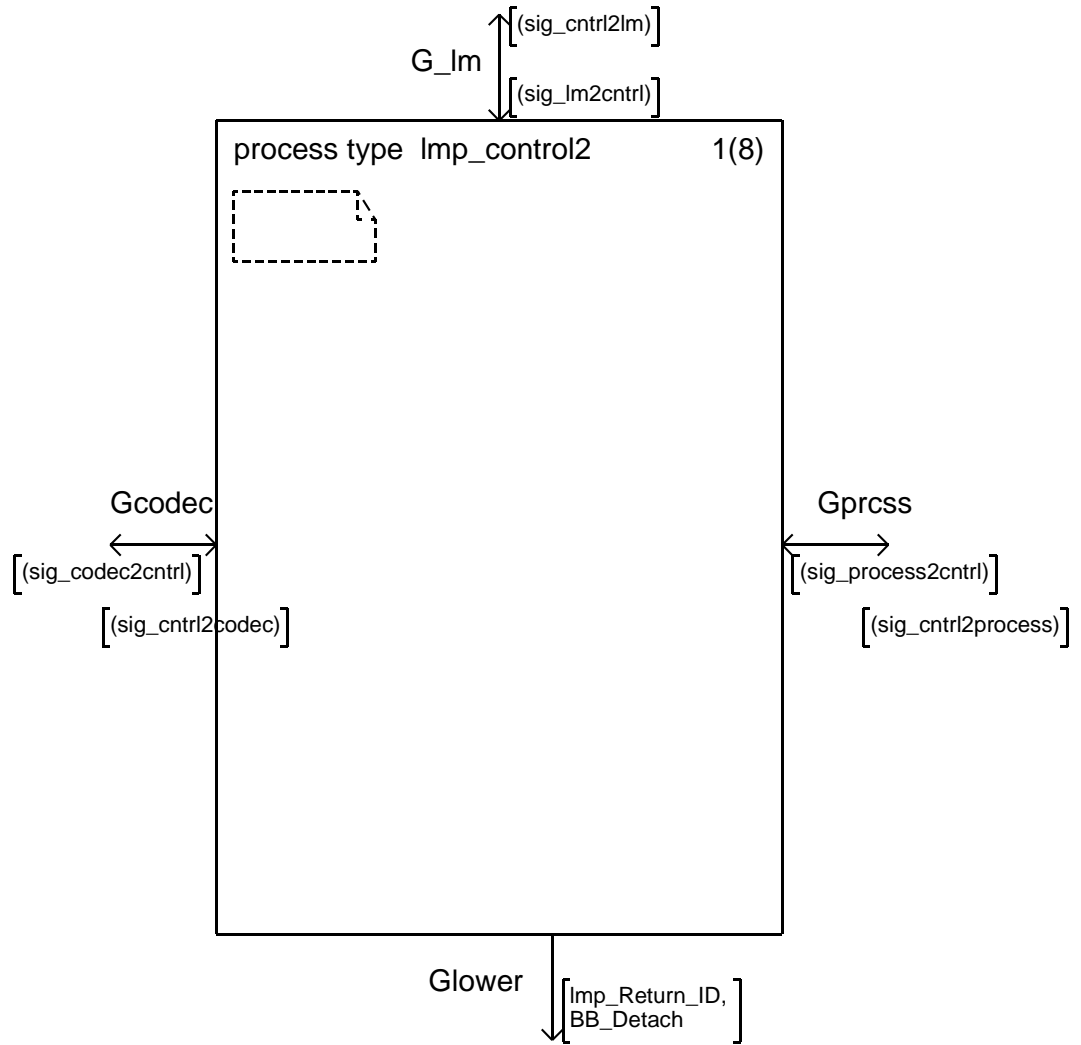 [(sig_cntrl2lm)]
G_lm
[(sig_lm2cntrl)]
process type lmp_control2 1(8)
Gcodec
Gprcss
[(sig_codec2cntrl)]
[(sig_process2cntrl)]
[(sig_cntrl2codec)]
[(sig_cntrl2process)]
Glower
[lmp_Return_ID,
BB_Detach]